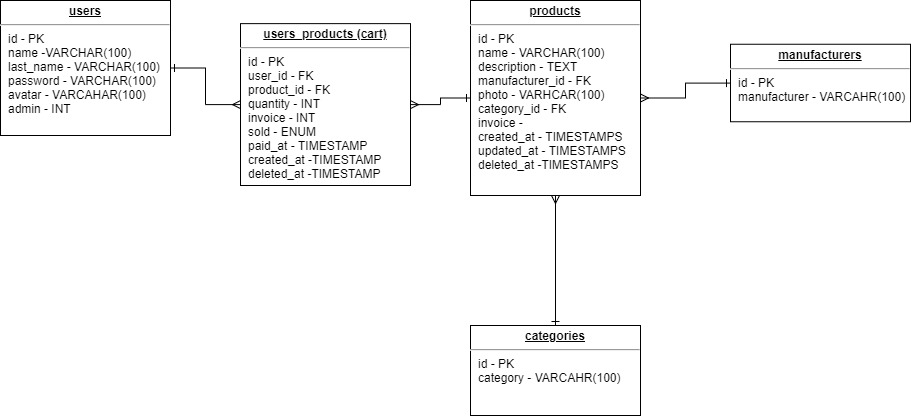 users
id - PK
name -VARCHAR(100)
last_name - VARCHAR(100)
password - VARCHAR(100)
avatar - VARCAHAR(100)
admin - INT
users_products (cart)
id - PK
user_id - FK
product_id - FK
quantity - INT
invoice - INT
sold - ENUM
paid_at - TIMESTAMP
created_at -TIMESTAMP
deleted_at -TIMESTAMP
products
id - PK
name - VARCHAR(100)
description - TEXT
manufacturer_id - FK
photo - VARHCAR(100)
category_id - FK
invoice -
created_at - TIMESTAMPS
updated_at - TIMESTAMPS
deleted_at -TIMESTAMPS
manufacturers
id - PK
manufacturer - VARCAHR(100)
categories
id - PK
category - VARCAHR(100)